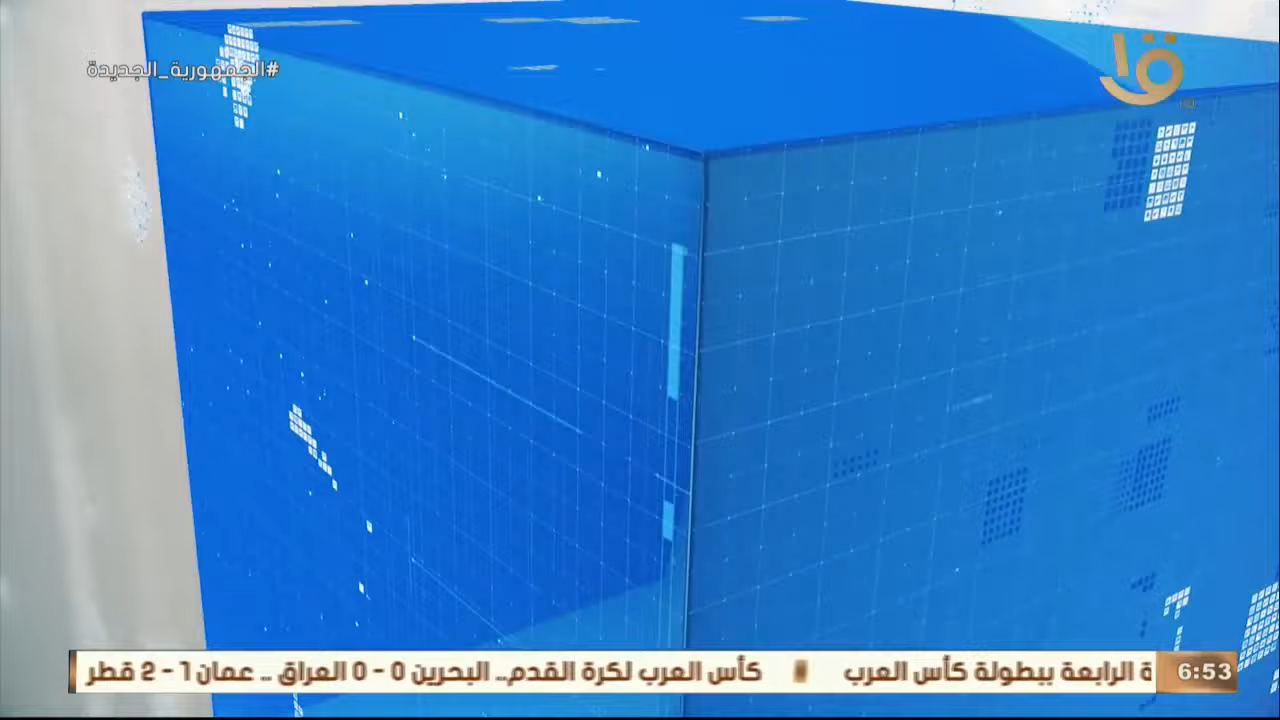 #الجمهورية_الجديدة
ة الرابعة ببطولة كأس العرب
كأس العرب لكرة القدم.. البحرين 0 - 0 العراق .. عمان 1 - 2 قطر
6:53